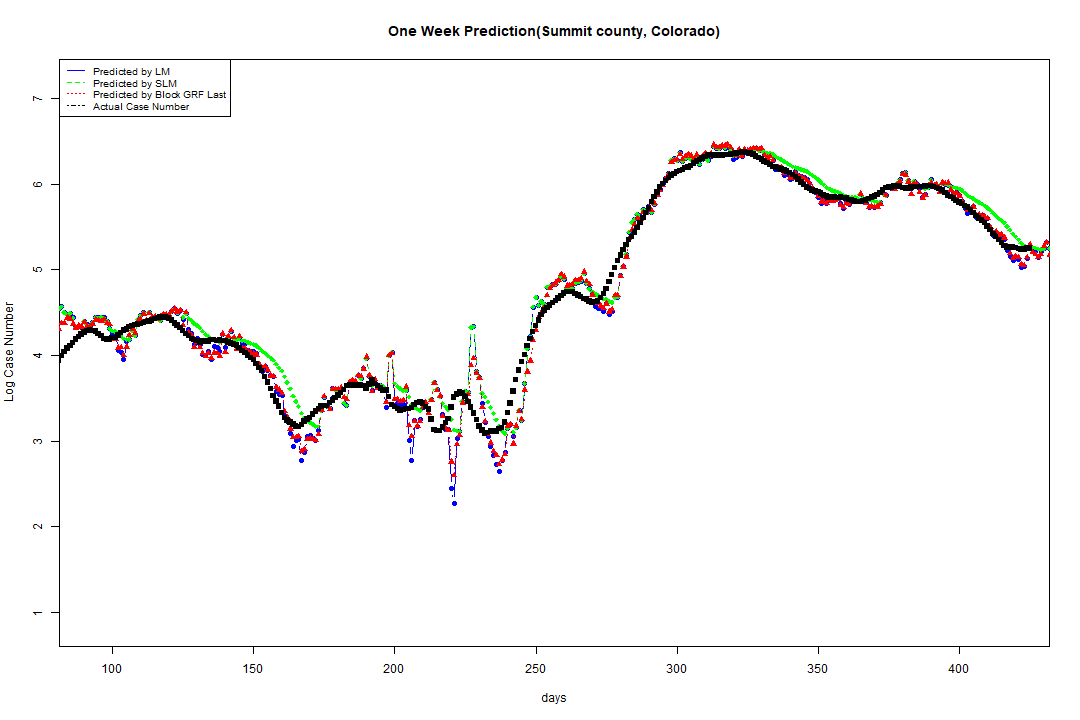 One Week Prediction(Summit county, Colorado)
Predicted by LM
Predicted by SLM
Predicted by Block GRF Last
Actual Case Number
7
6
5
4
3
2
1
Log Case Number
100 150 200 250 300 350 400
days